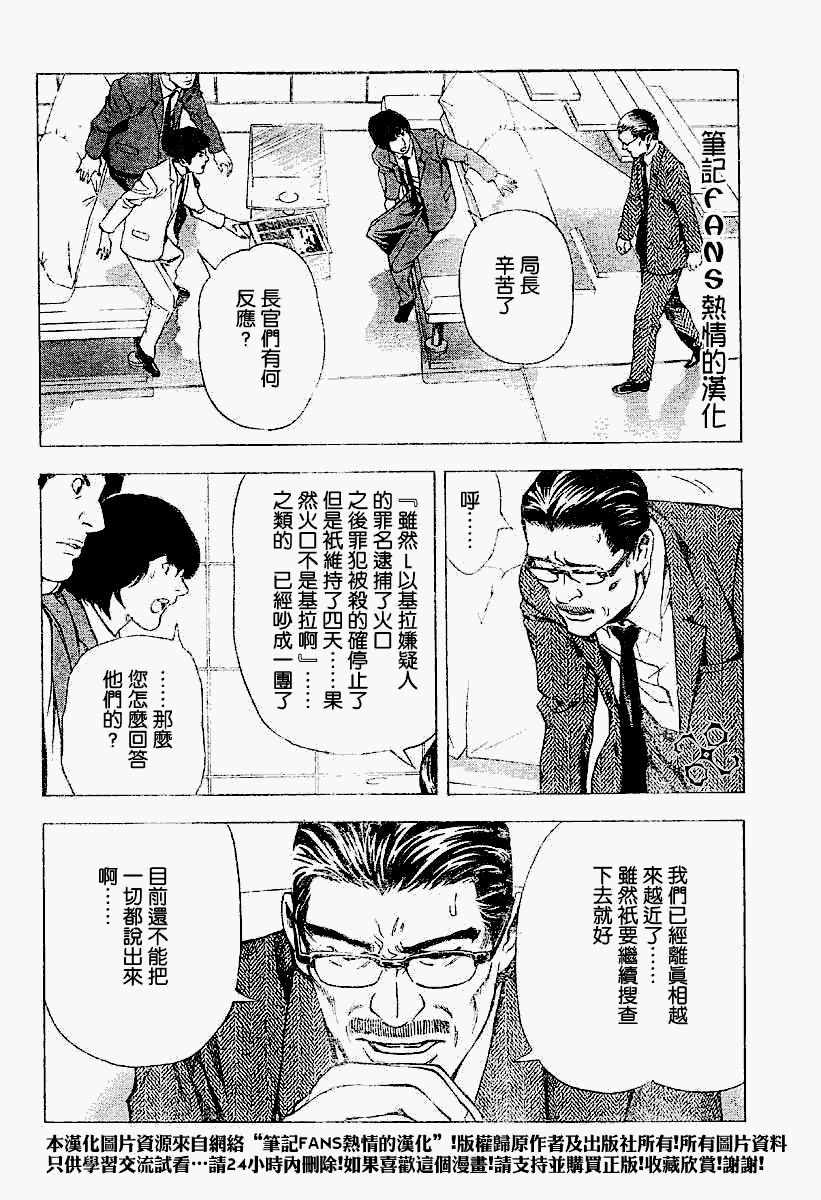 筆記FANS熱情的漢化
局長
辛苦了
長官們有何
反應？
呼……
『雖然L以基拉嫌疑人
的罪名逮捕了火口
之後罪犯被殺的確停止了
但是衹維持了四天……果
然火口不是基拉啊』……
之類的 已經吵成一團了
……那麼
您怎麼回答
他們的？
我們已經離眞相越
來越近了……
雖然衹要繼續搜查
下去就好
目前還不能把
一切都說出來
啊……
本漢化圖片資源來自網絡“筆記FANS熱情的漢化”!版權歸原作者及出版社所有!所有圖片資料
只供學習交流試看…請24小時內刪除!如果喜歡這個漫畫!請支持並購買正版!收藏欣賞!謝謝!